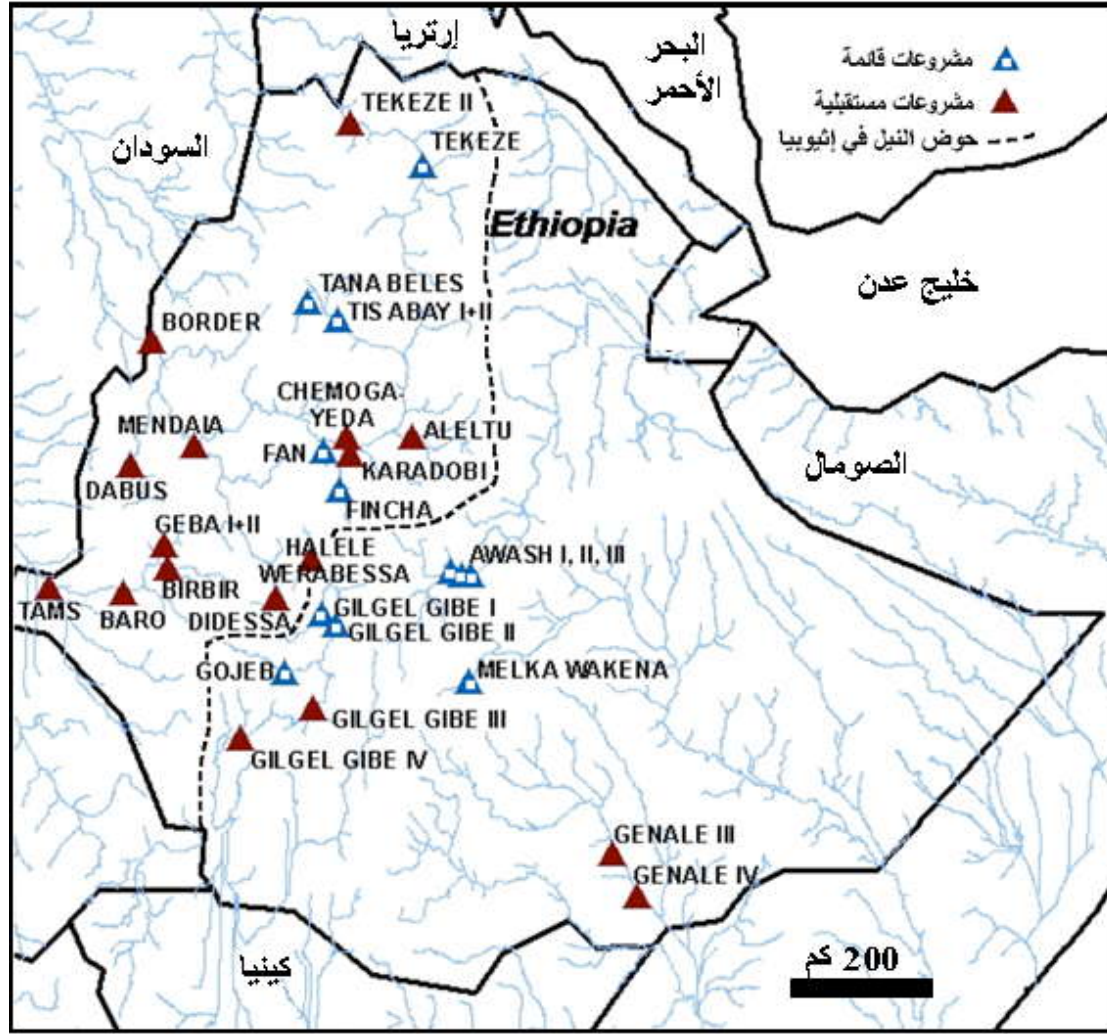 إرتريا
البحر
الأحمر
مشروعات قائمة
مشروعات مستقبلية
حوض النيل في إثيوبيا
السودان
TEKEZE II
TEKEZE
Ethiopia
خليج عدن
TANA BELES
TIS ABAY I+II
BORDER
CHEMOGA-
YEDA
MENDAIA
ALELTU
FAN
KARADOBI
الصومال
DABUS
FINCHA
GEBA I+II
HALELE
WERABESSA
AWASH I, II, III
BIRBIR
TAMS
BARO
DIDESSA
GILGEL GIBE I
GILGEL GIBE II
GOJEB
MELKA WAKENA
GILGEL GIBE III
GILGEL GIBE IV
GENALE III
GENALE IV
كينيا
200 كم